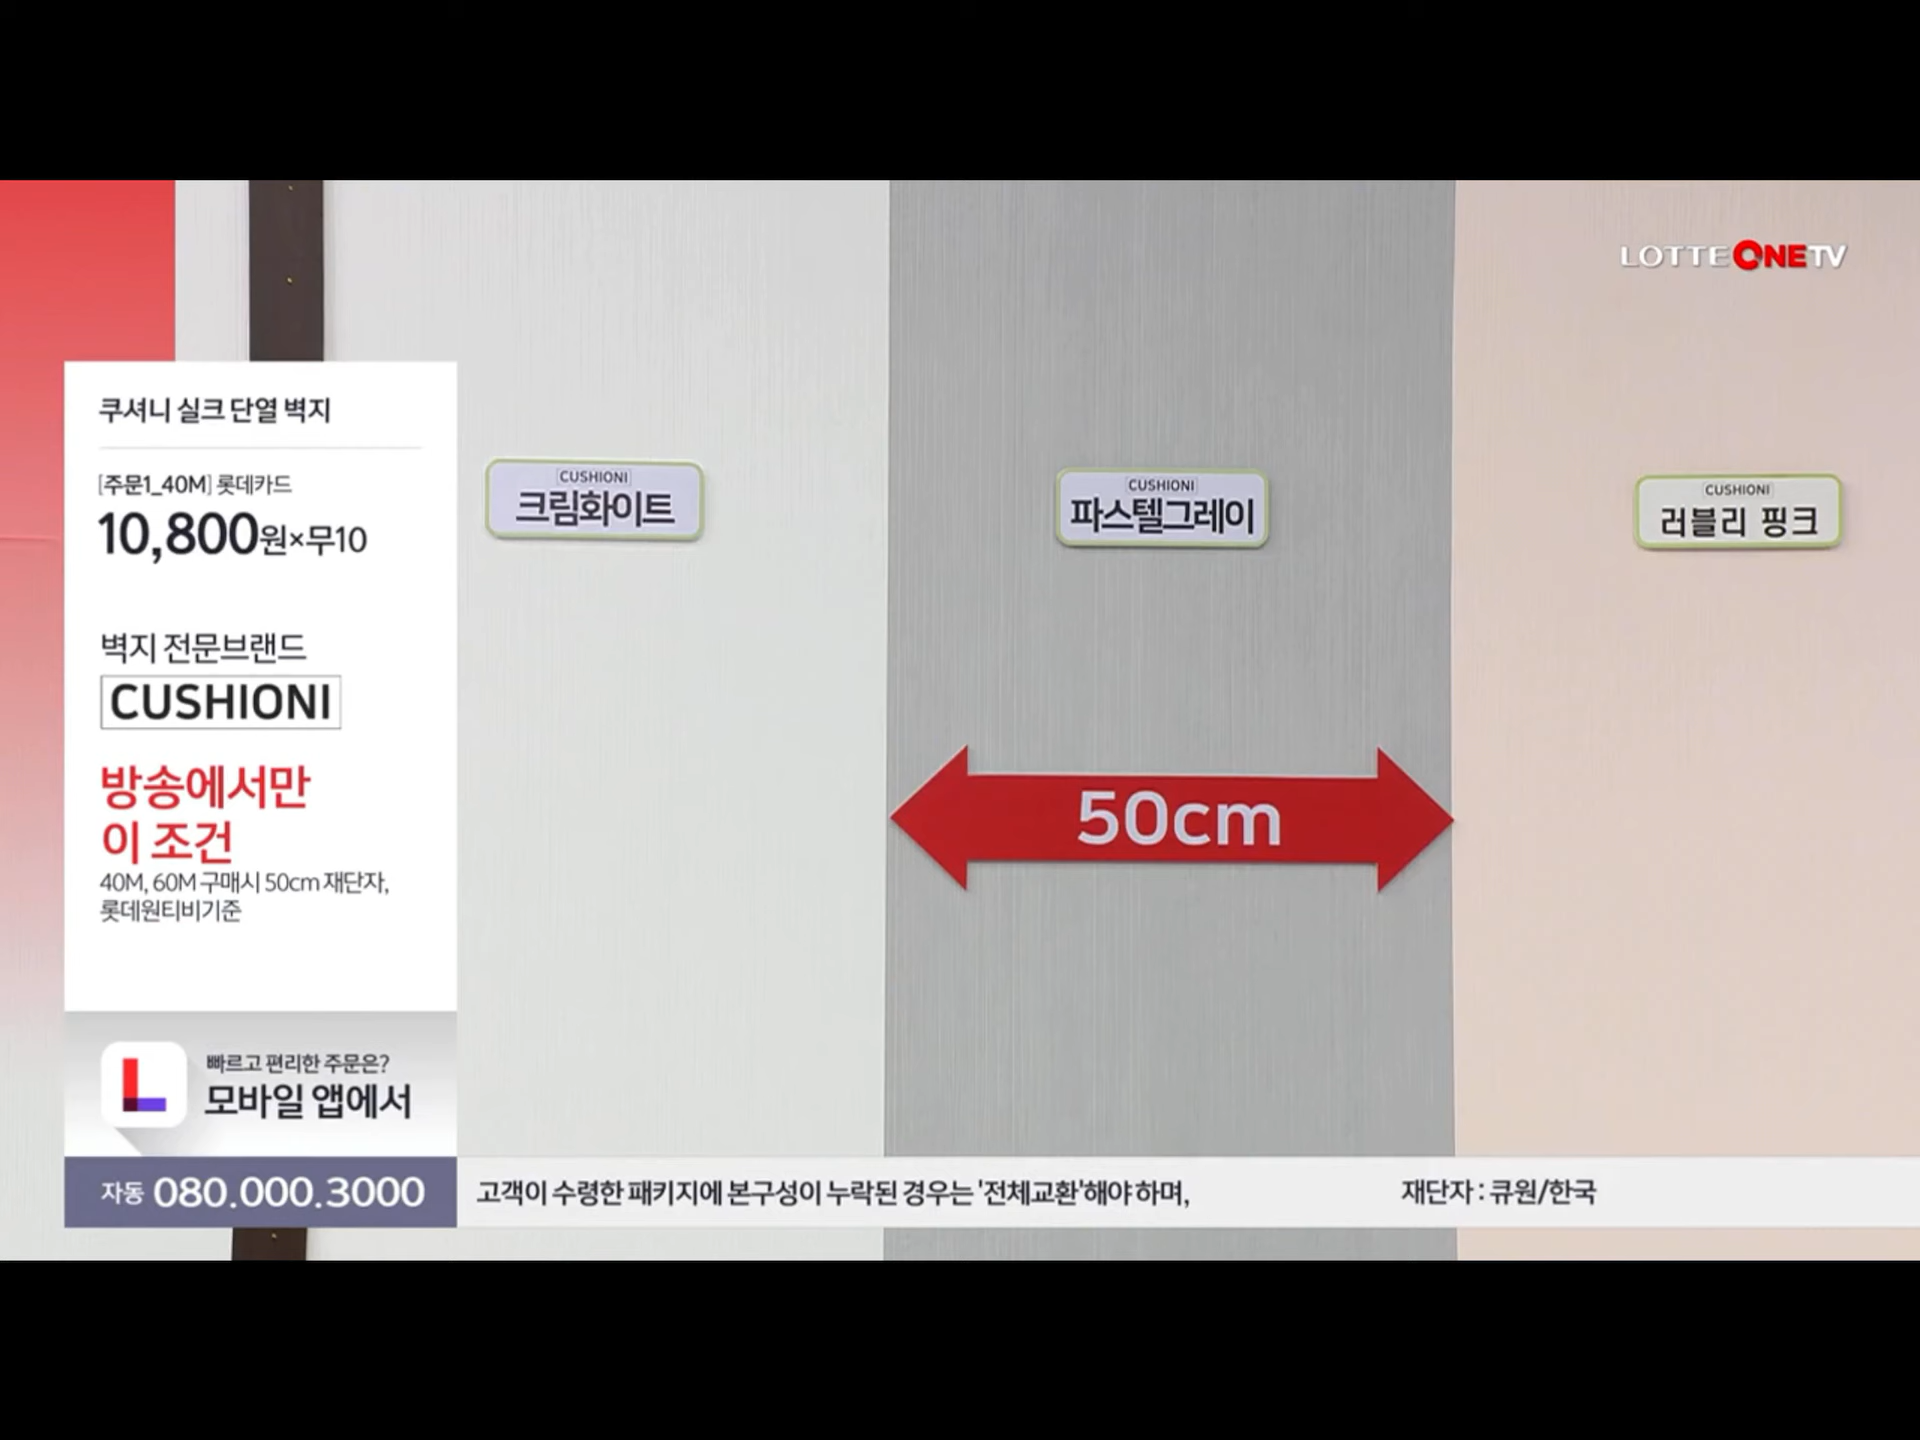 LOTTE ONE TV
쿠셔니 실크 단열 벽지
[주문1_40M] 롯데카드
10,800원×무10
벽지 전문브랜드
CUSHIONI
방송에서만
이 조건
40M, 60M 구매시 50cm 재단자,
롯데원티비기준
빠르고 편리한 주문은?
모바일 앱에서
자동 080.000.3000
CUSHIONI
크림화이트
CUSHIONI
파스텔그레이
CUSHIONI
러블리 핑크
50cm
고객이 수령한 패키지에 본구성이 누락된 경우는 '전체교환'해야 하며,
재단자 : 큐원/한국